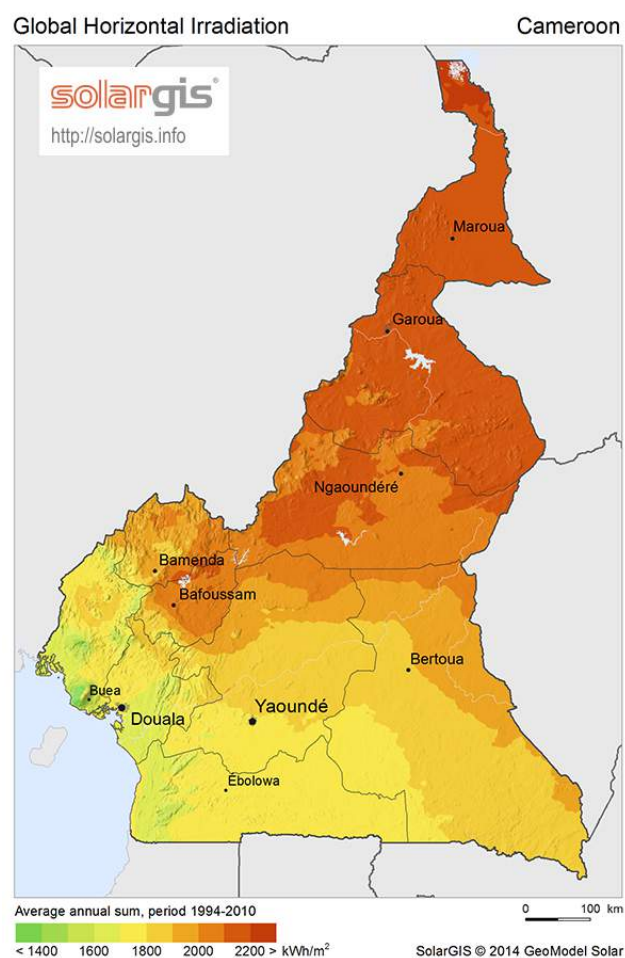 Global Horizontal Irradiation Cameroon
solargis
http://solargis.info
Maroua
Garoua
Ngaoundéré
Bamenda
Bafoussam
Bertoua
Buea
Douala
Yaoundé
Ébolowa
Average annual sum, period 1994-2010
0 100 km
< 1400 1600 1800 2000 2200 > kWh/m²
SolarGIS © 2014 GeoModel Solar